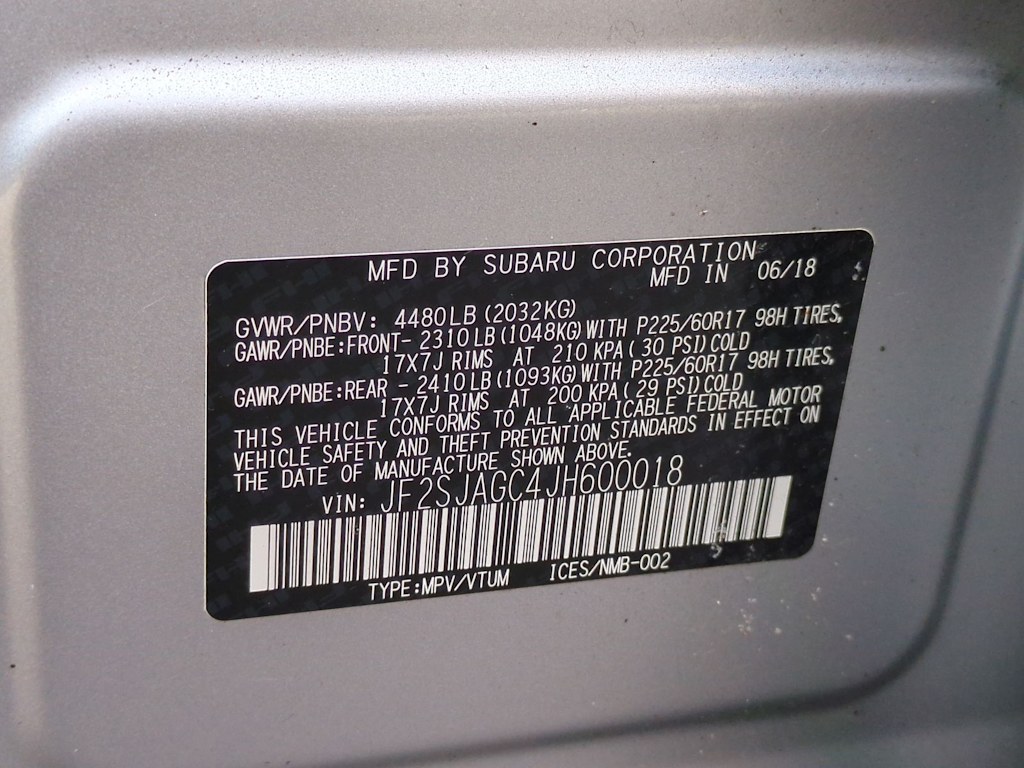 MFD BY SUBARU CORPORATION
MFD IN 06/18
GVWR/PNBV: 4480LB (2032KG)
GAWR/PNBE:FRONT- 2310LB (1048KG) WITH P225/60R17 98H TIRES,
17X7J RIMS AT 210 KPA ( 30 PSI) COLD
GAWR/PNBE:REAR - 2410LB (1093KG) WITH P225/60R17 98H TIRES,
17X7J RIMS AT 200 KPA ( 29 PSI) COLD
THIS VEHICLE CONFORMS TO ALL APPLICABLE FEDERAL MOTOR
VEHICLE SAFETY AND THEFT PREVENTION STANDARDS IN EFFECT ON
THE DATE OF MANUFACTURE SHOWN ABOVE.
VIN: JF2SJAGC4JH600018
TYPE:MPV/VTUM ICES/NMB-002